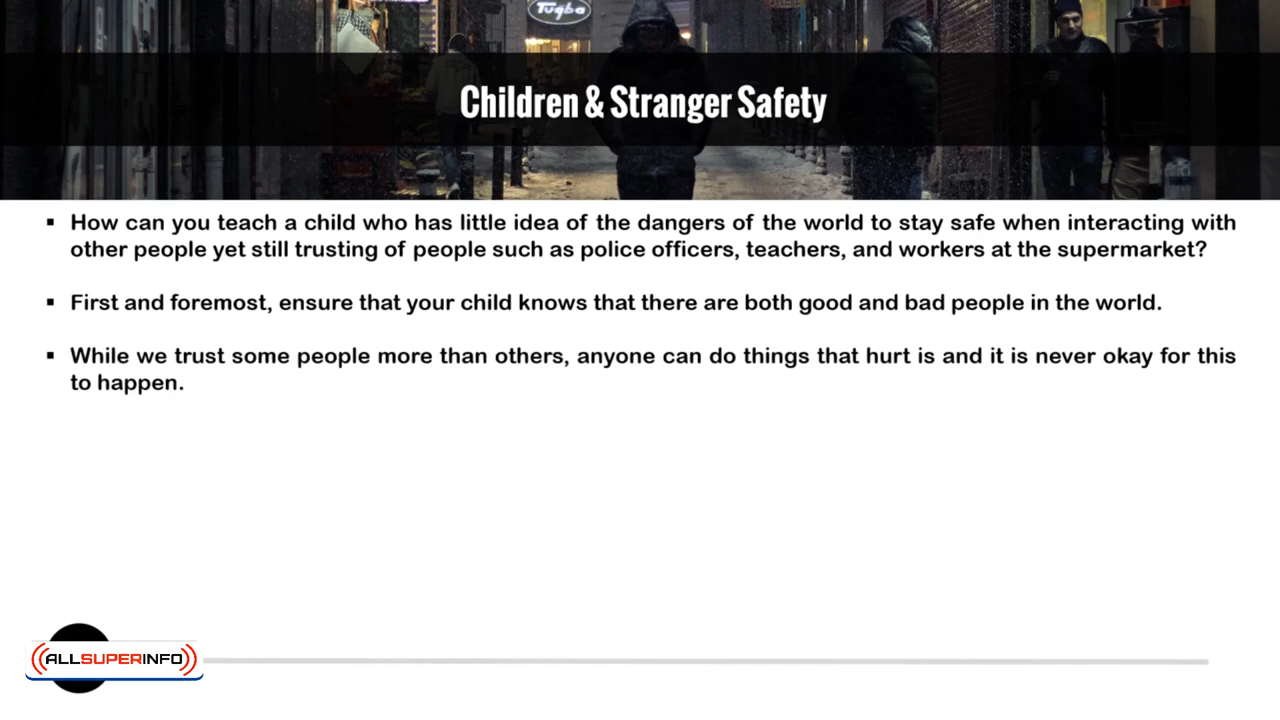 Tugba
Children & Stranger Safety
▪ How can you teach a child who has little idea of the dangers of the world to stay safe when interacting with
other people yet still trusting of people such as police officers, teachers, and workers at the supermarket?
▪ First and foremost, ensure that your child knows that there are both good and bad people in the world.
▪ While we trust some people more than others, anyone can do things that hurt is and it is never okay for this
to happen.
ALLSUPERINFO